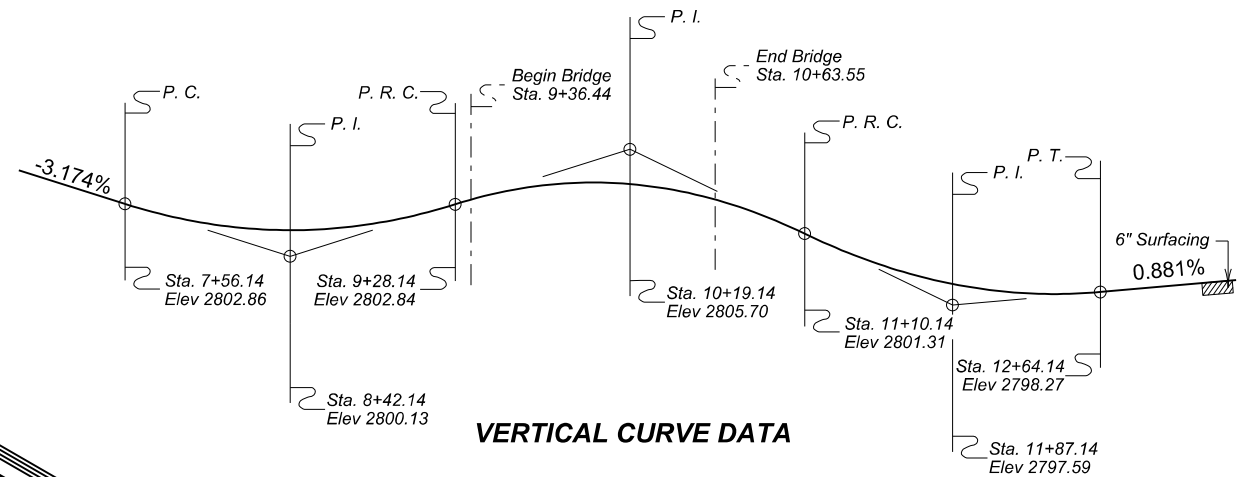 P. I.
End Bridge
Sta. 10+63.55
Begin Bridge
Sta. 9+36.44
P. C.
P. R. C.
P. I.
P. R. C.
P. T.
P. I.
-3.174%
6" Surfacing
0.881%
Sta. 7+56.14
Elev 2802.86
Sta. 9+28.14
Elev 2802.84
Sta. 10+19.14
Elev 2805.70
Sta. 11+10.14
Elev 2801.31
Sta. 12+64.14
Elev 2798.27
Sta. 8+42.14
Elev 2800.13
VERTICAL CURVE DATA
Sta. 11+87.14
Elev 2797.59